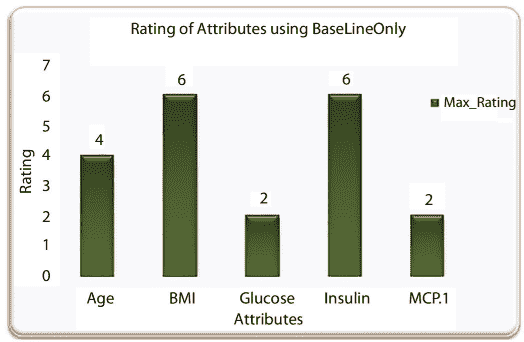 Rating of Attributes using BaseLineOnly
7
6
5
4
3
2
1
0
Rating
4
6
2
6
2
Max_Rating
Age BMI Glucose Insulin MCP.1
Attributes